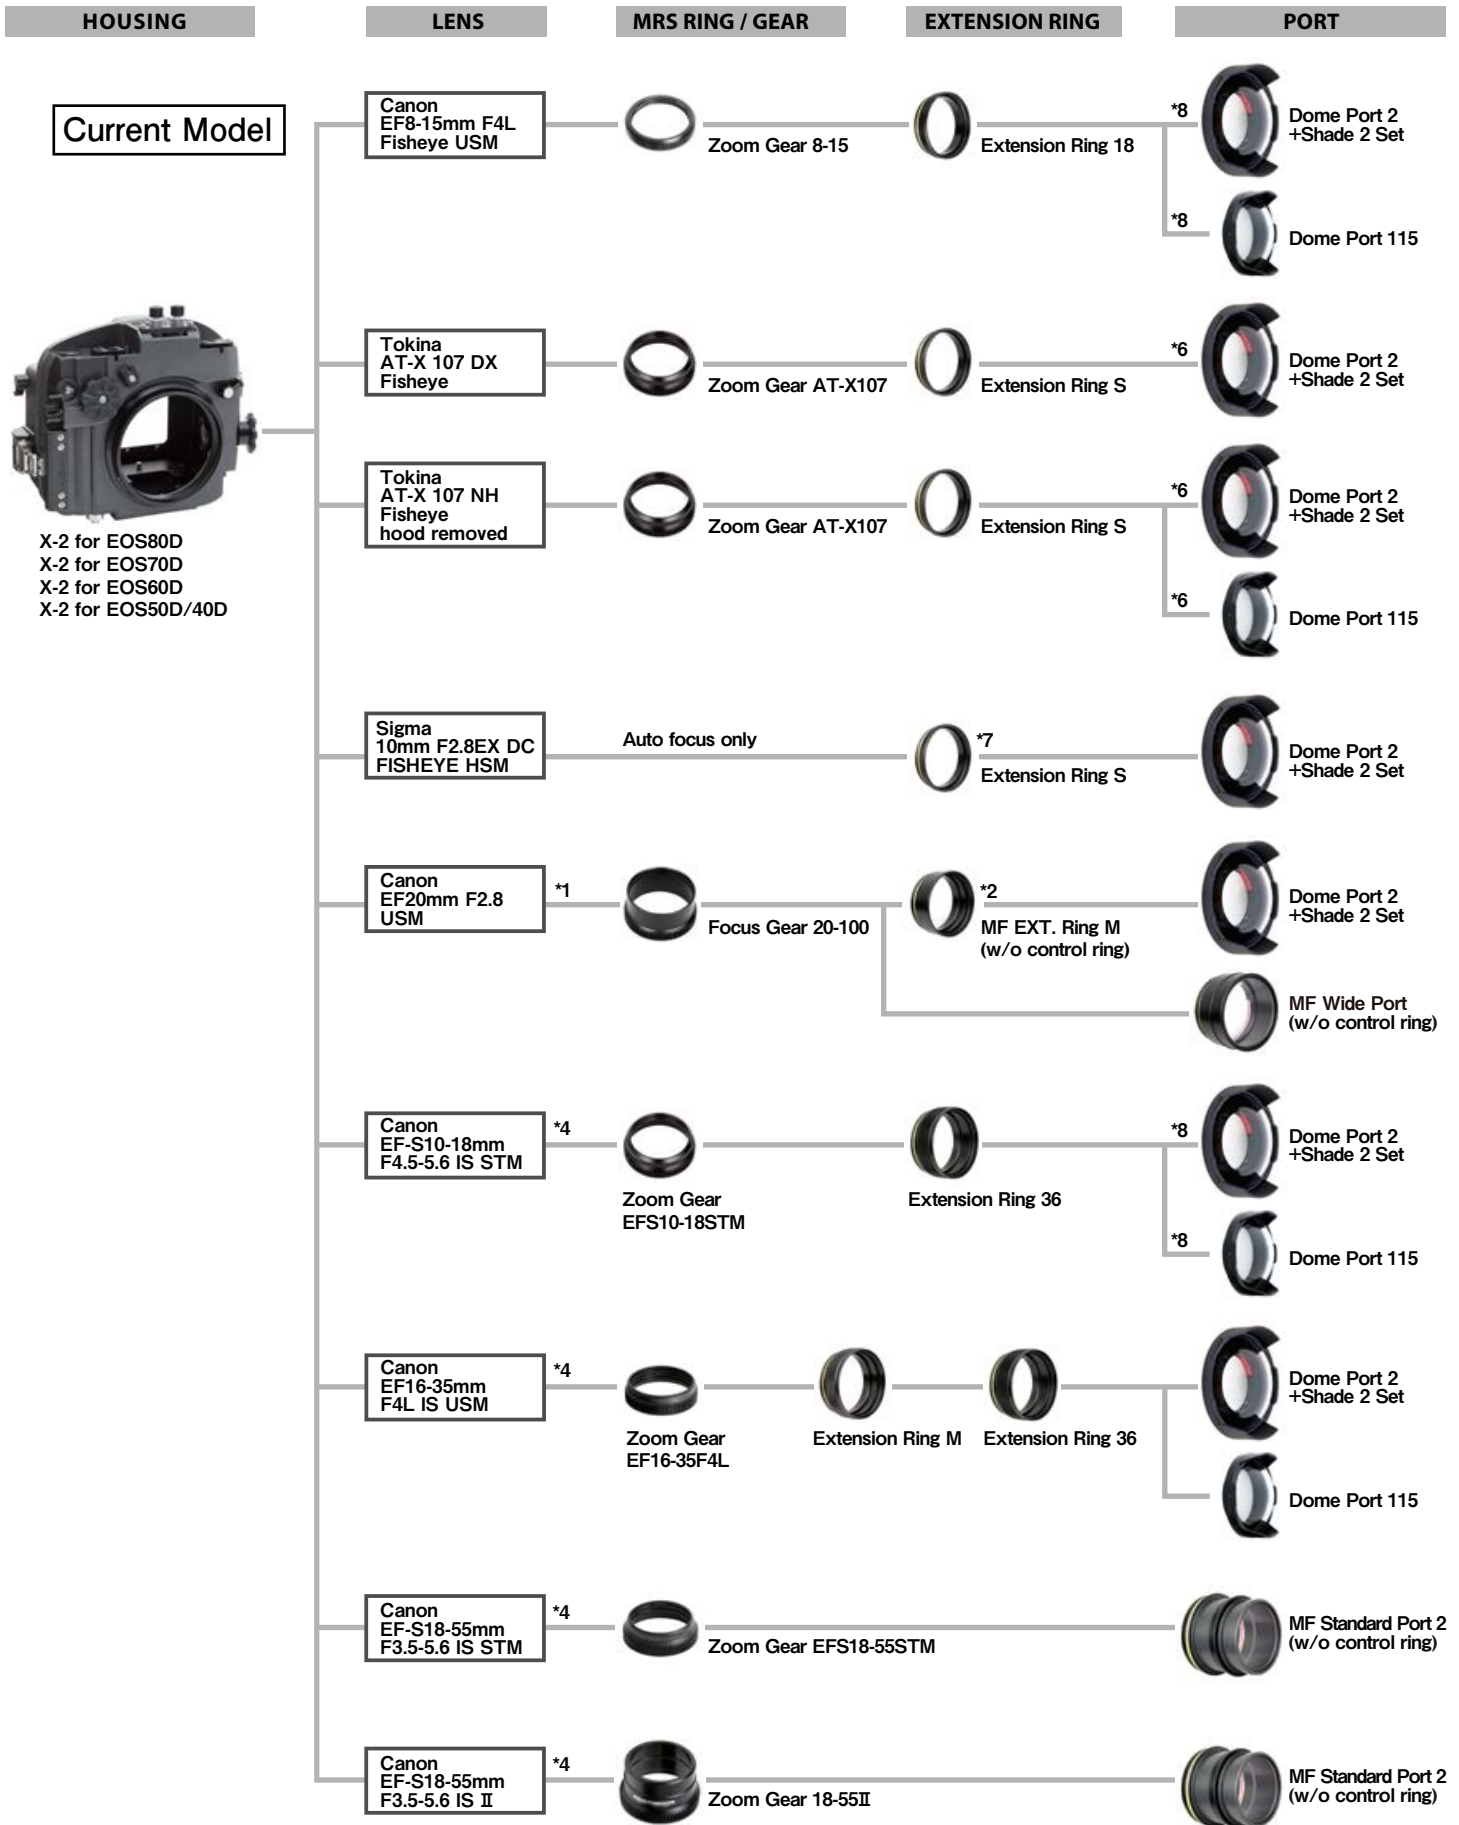 HOUSING
LENS
MRS RING / GEAR
EXTENSION RING
PORT
Current Model
X-2 for EOS80D
X-2 for EOS70D
X-2 for EOS60D
X-2 for EOS50D/40D
Canon
EF8-15mm F4L
Fisheye USM
Zoom Gear 8-15
Extension Ring 18
*8
Dome Port 2
+Shade 2 Set
*8
Dome Port 115
Tokina
AT-X 107 DX
Fisheye
Zoom Gear AT-X107
Extension Ring S
*6
Dome Port 2
+Shade 2 Set
Tokina
AT-X 107 NH
Fisheye
hood removed
Zoom Gear AT-X107
Extension Ring S
*6
Dome Port 2
+Shade 2 Set
*6
Dome Port 115
Sigma
10mm F2.8EX DC
FISHEYE HSM
Auto focus only
*7
Extension Ring S
Dome Port 2
+Shade 2 Set
Canon
EF20mm F2.8
USM
*1
Focus Gear 20-100
*2
MF EXT. Ring M
(w/o control ring)
Dome Port 2
+Shade 2 Set
MF Wide Port
(w/o control ring)
Canon
EF-S10-18mm
F4.5-5.6 IS STM
*4
Zoom Gear
EFS10-18STM
Extension Ring 36
*8
Dome Port 2
+Shade 2 Set
*8
Dome Port 115
Canon
EF16-35mm
F4L IS USM
*4
Zoom Gear
EF16-35F4L
Extension Ring M
Extension Ring 36
Dome Port 2
+Shade 2 Set
Dome Port 115
Canon
EF-S18-55mm
F3.5-5.6 IS STM
*4
Zoom Gear EFS18-55STM
MF Standard Port 2
(w/o control ring)
Canon
EF-S18-55mm
F3.5-5.6 IS Ⅱ
*4
Zoom Gear 18-55Ⅱ
MF Standard Port 2
(w/o control ring)